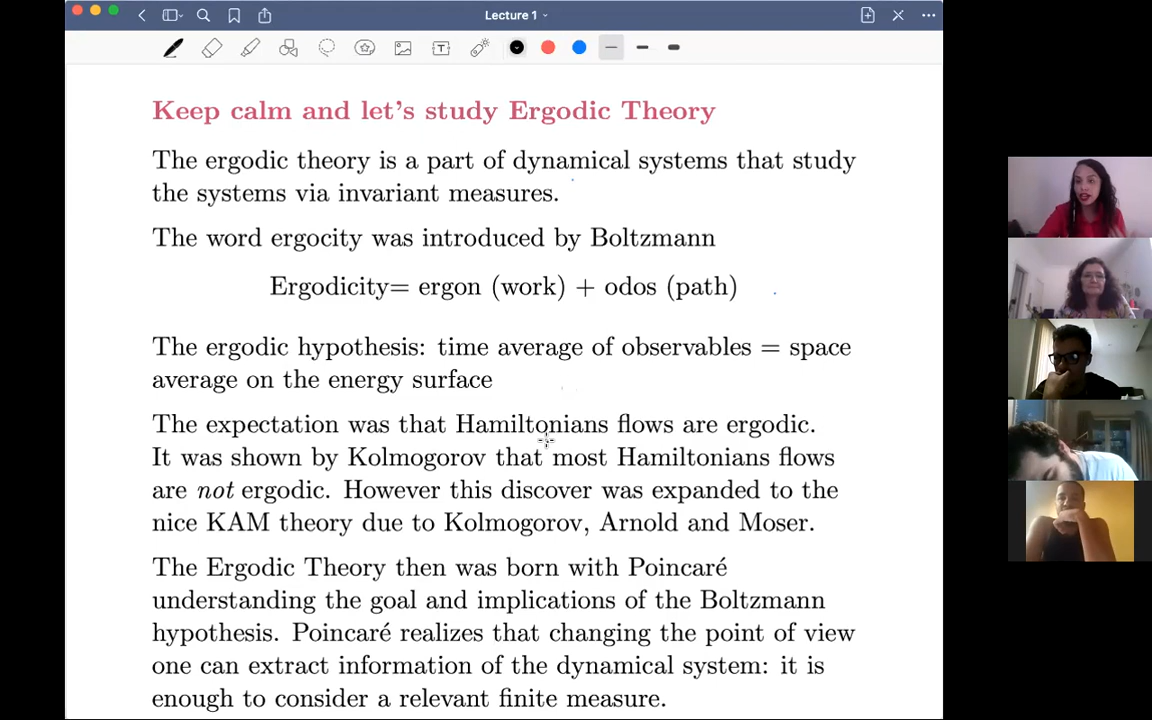 Lecture 1
Keep calm and let's study Ergodic Theory
The ergodic theory is a part of dynamical systems that study
the systems via invariant measures.
The word ergocity was introduced by Boltzmann
Ergodicity= ergon (work) + odos (path)
The ergodic hypothesis: time average of observables = space
average on the energy surface
The expectation was that Hamiltonians flows are ergodic.
It was shown by Kolmogorov that most Hamiltonians flows
are not ergodic. However this discover was expanded to the
nice KAM theory due to Kolmogorov, Arnold and Moser.
The Ergodic Theory then was born with Poincaré
understanding the goal and implications of the Boltzmann
hypothesis. Poincaré realizes that changing the point of view
one can extract information of the dynamical system: it is
enough to consider a relevant finite measure.